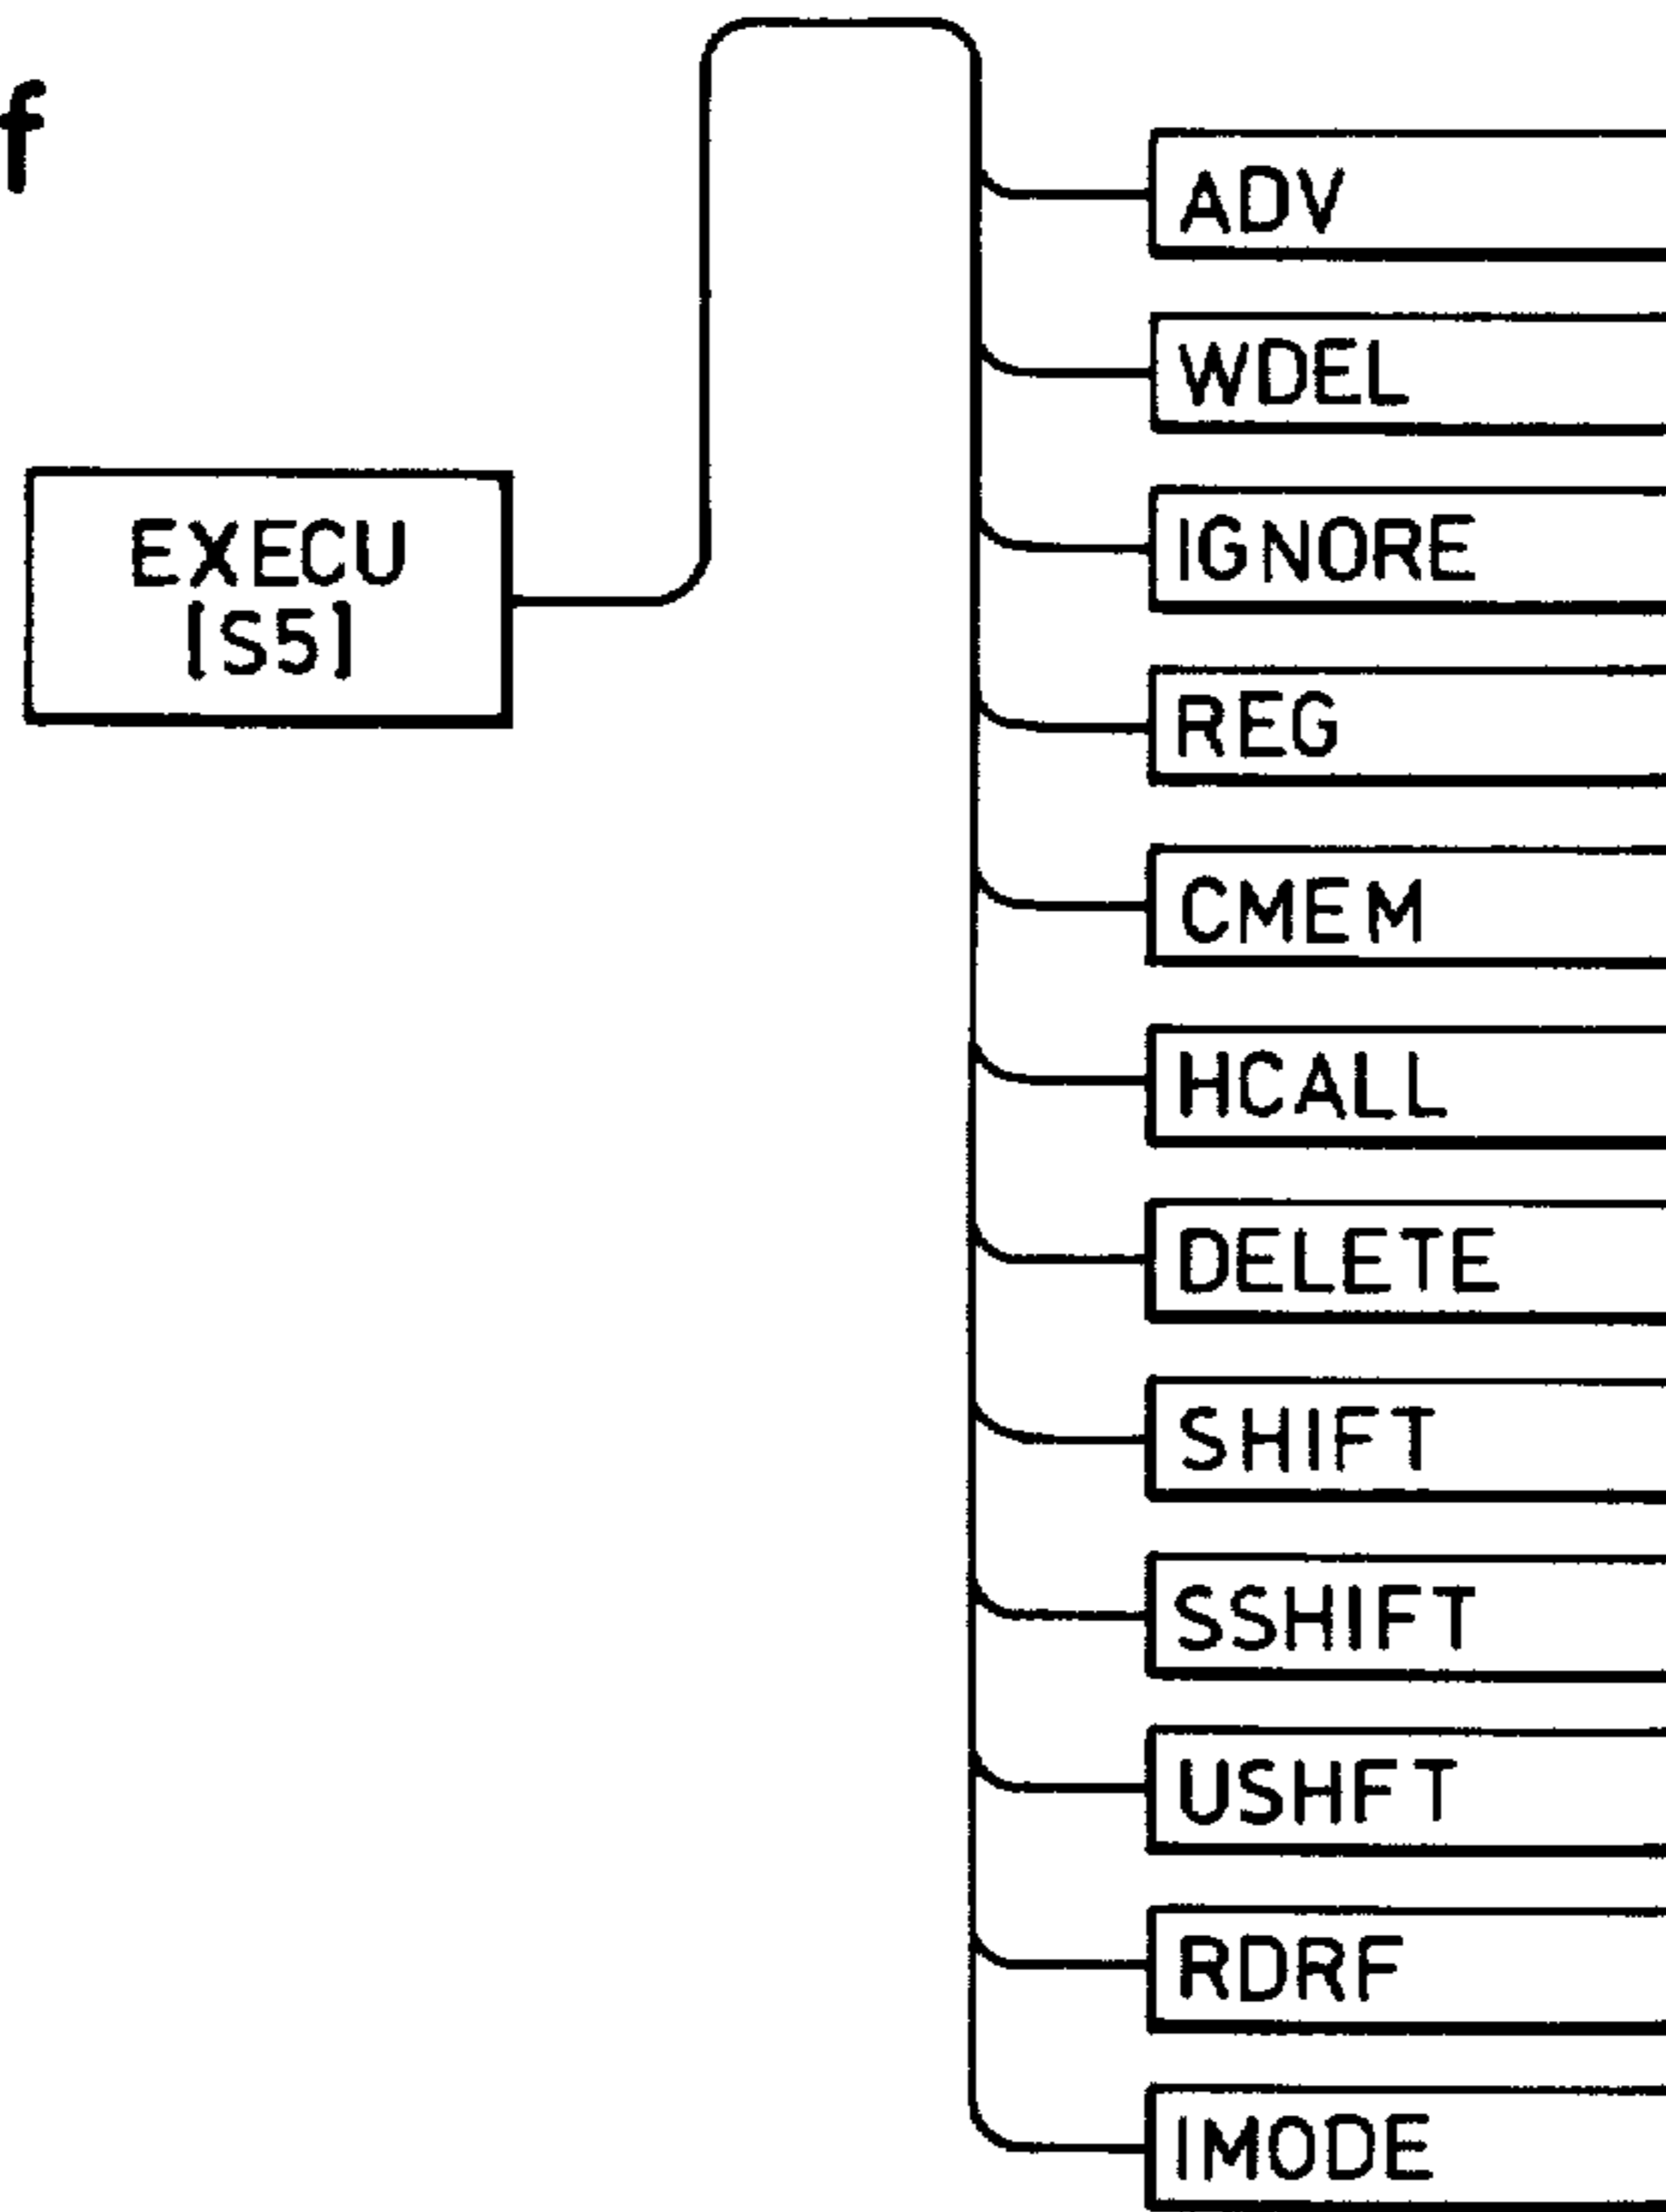 f
EXECU
[S5]
ADV
WDEL
IGNORE
REG
CMEM
HCALL
DELETE
SHIFT
SSHIFT
USHFT
RDRF
IMODE